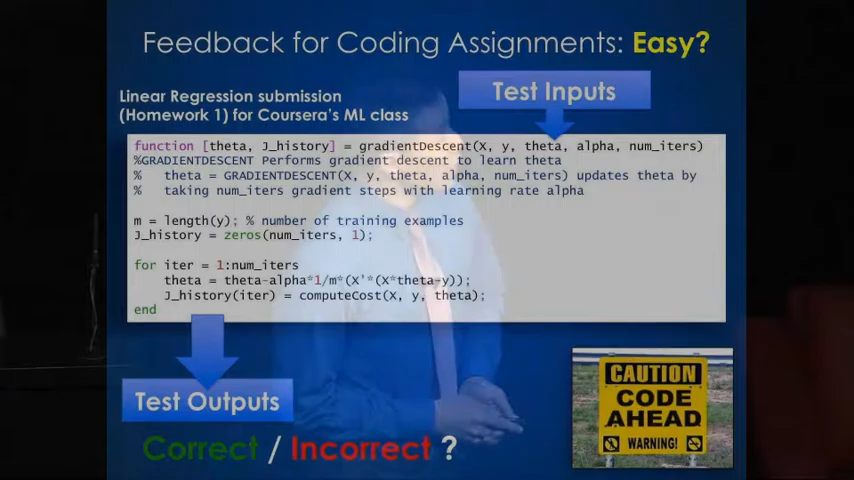 Feedback for Coding Assignments: Easy?
Linear Regression submission
(Homework 1) for Coursera's ML class
Test Inputs
function [theta, J_history] = gradientDescent(X, y, theta, alpha, num_iters)
%GRADIENTDESCENT Performs gradient descent to learn theta
%   theta = GRADIENTDESCENT(X, y, theta, alpha, num_iters) updates theta by
%   taking num_iters gradient steps with learning rate alpha
m = length(y); % number of training examples
J_history = zeros(num_iters, 1);
for iter = 1:num_iters
    theta = theta-alpha*1/m*(X'*(X*theta-y));
    J_history(iter) = computeCost(X, y, theta);
end
Test Outputs
Correct / Incorrect ?
CAUTION
CODE
AHEAD
WARNING!